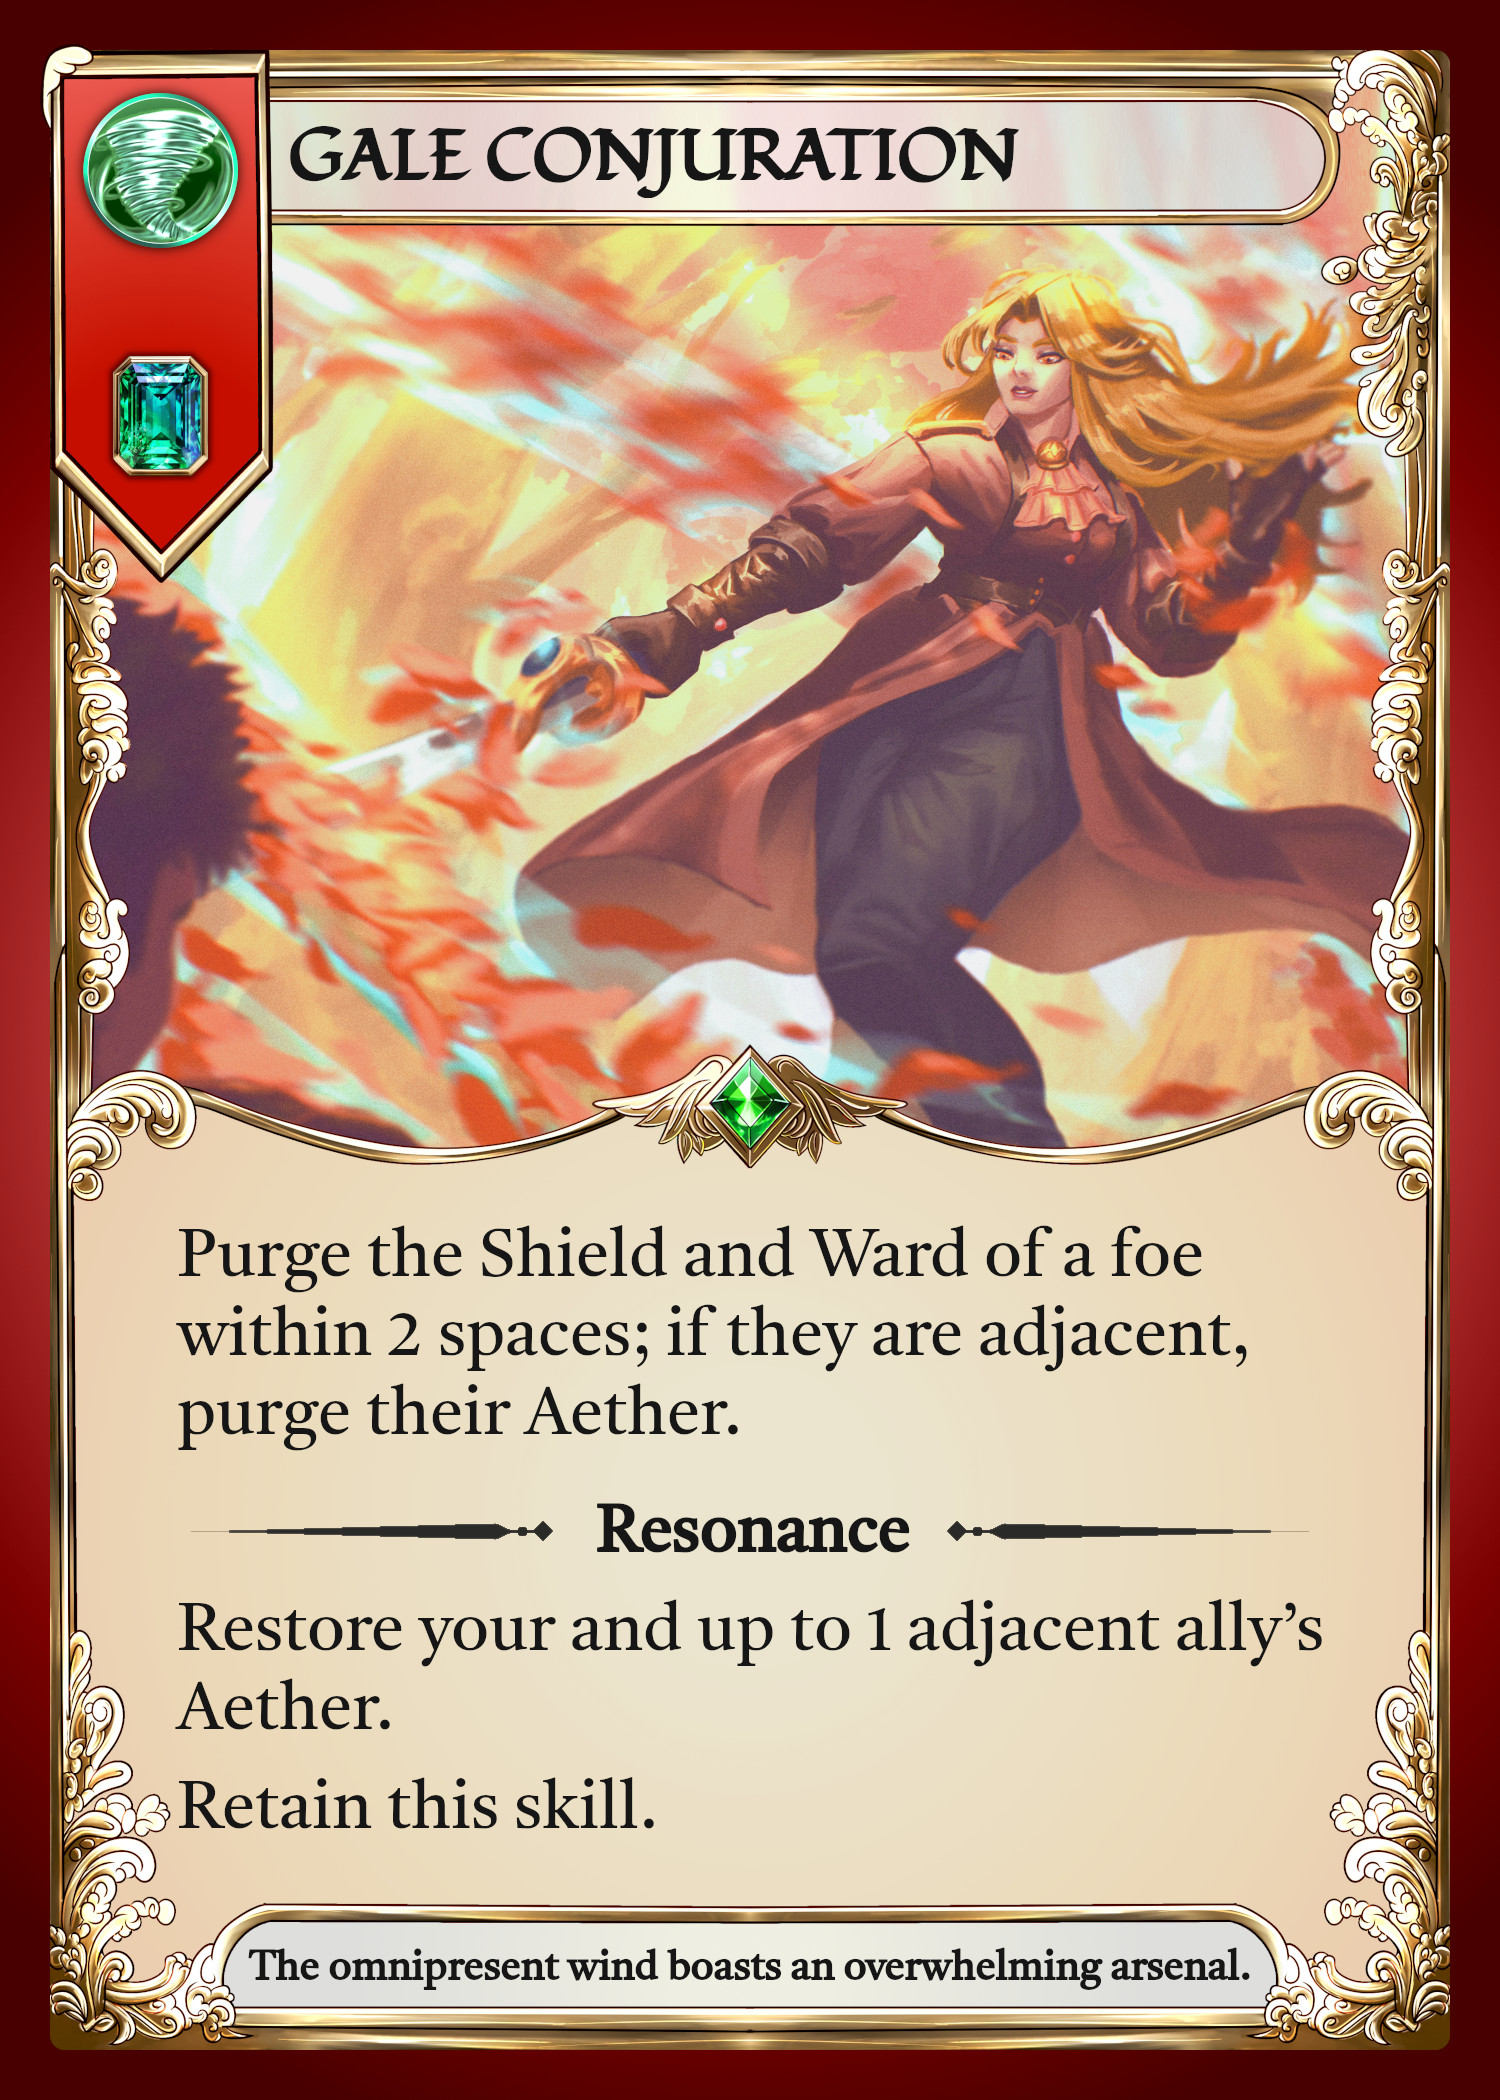 GALE CONJURATION
Purge the Shield and Ward of a foe
within 2 spaces; if they are adjacent,
purge their Aether.
Resonance
Restore your and up to 1 adjacent ally’s
Aether.
Retain this skill.
The omnipresent wind boasts an overwhelming arsenal.